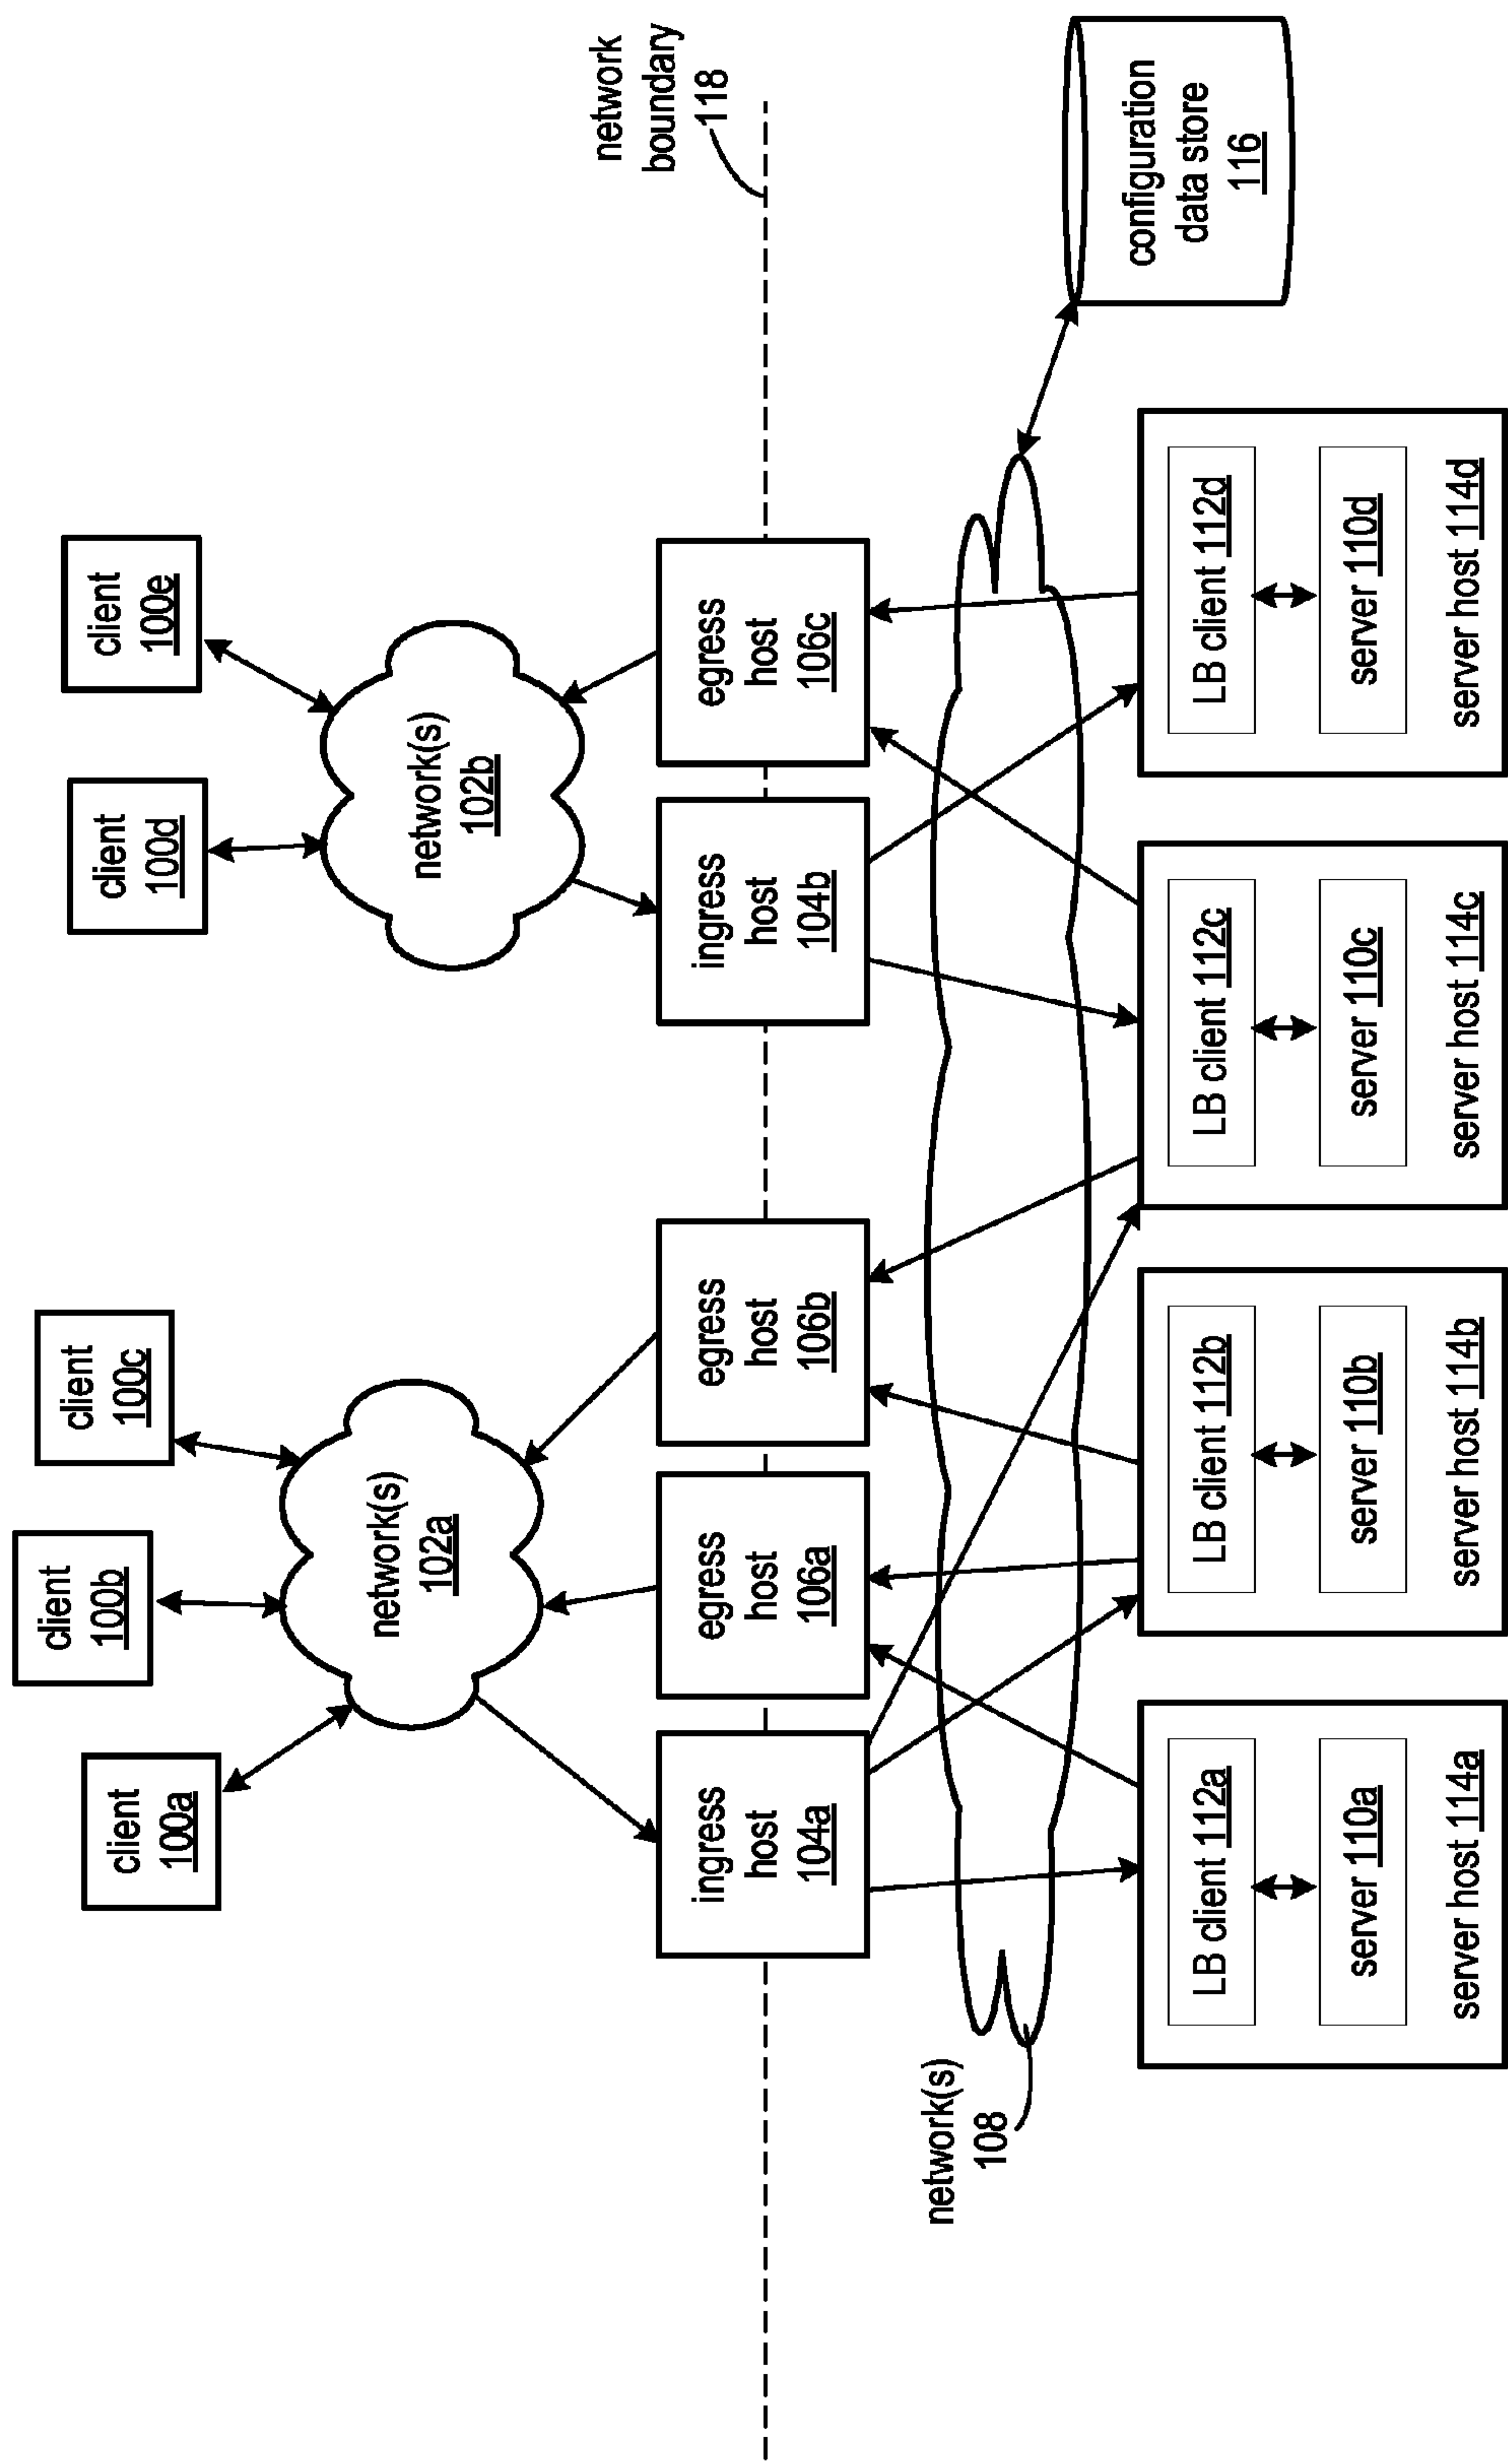 client
100a
client
100b
client
100c
client
100d
client
100e
network(s)
102a
network(s)
102b
network
boundary
118
ingress
host
104a
egress
host
106a
egress
host
106b
ingress
host
104b
egress
host
106c
network(s)
108
configuration
data store
116
LB client 112a
server 110a
server host 114a
LB client 112b
server 110b
server host 114b
LB client 112c
server 110c
server host 114c
LB client 112d
server 110d
server host 114d